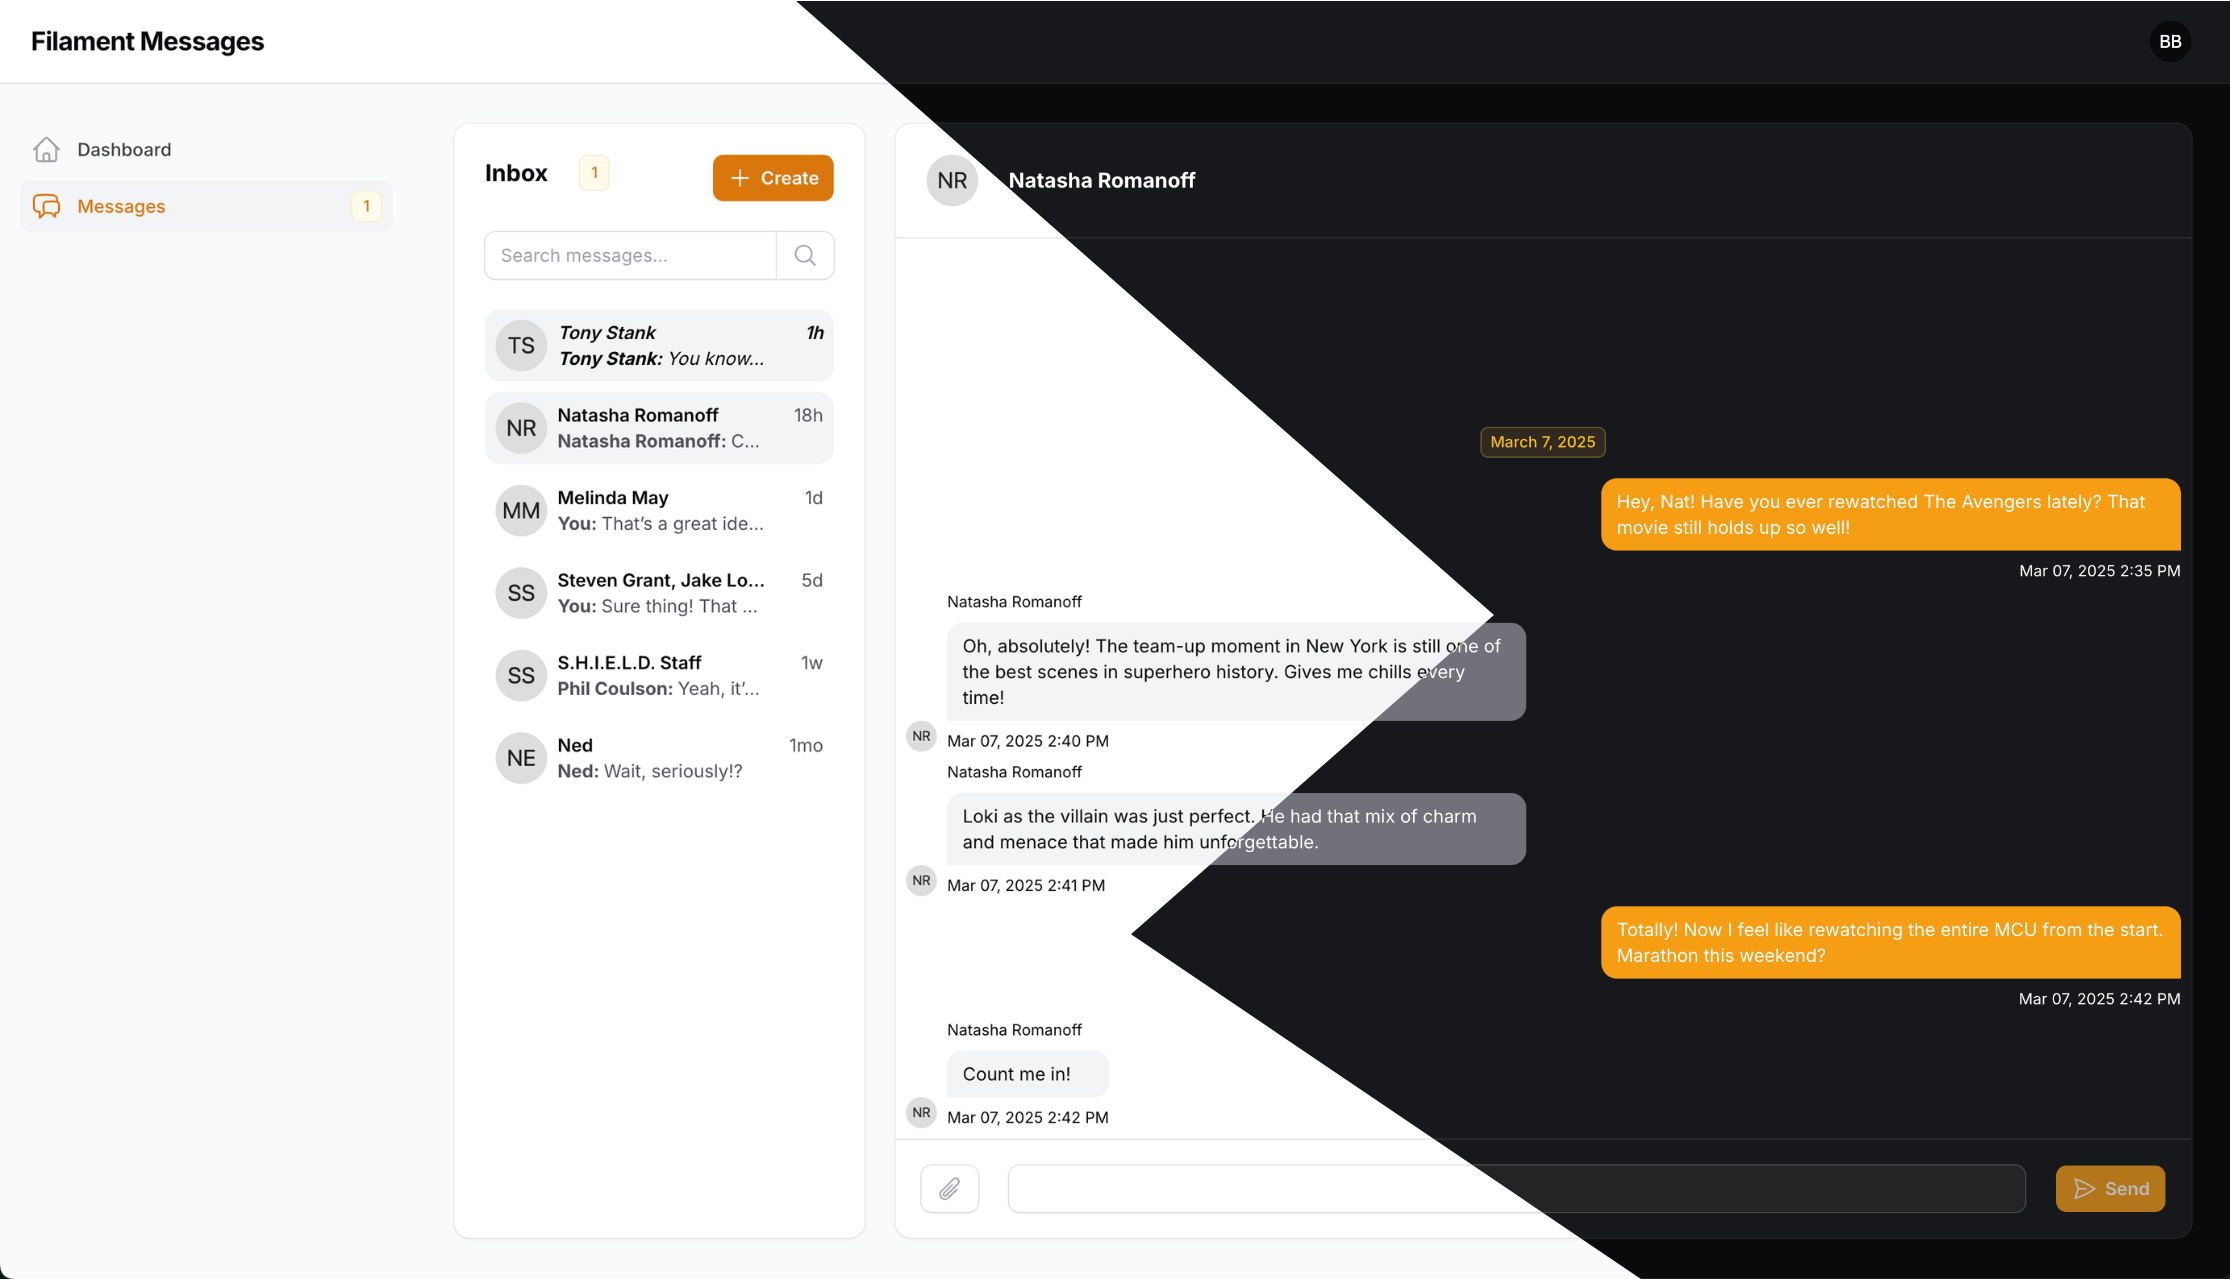 Filament Messages
BB
Dashboard
Messages
1
Inbox
1
Create
Search messages...
TS
Tony Stank
1h
Tony Stank: You know...
NR
Natasha Romanoff
18h
Natasha Romanoff: C...
MM
Melinda May
1d
You: That's a great ide...
SS
Steven Grant, Jake Lo...
5d
You: Sure thing! That ...
SS
S.H.I.E.L.D. Staff
1w
Phil Coulson: Yeah, it'...
NE
Ned
1mo
Ned: Wait, seriously!?
NR
Natasha Romanoff
March 7, 2025
Hey, Nat! Have you ever rewatched The Avengers lately? That
movie still holds up so well!
Mar 07, 2025 2:35 PM
Natasha Romanoff
Oh, absolutely! The team-up moment in New York is still one of
the best scenes in superhero history. Gives me chills every
time!
NR
Mar 07, 2025 2:40 PM
Natasha Romanoff
Loki as the villain was just perfect. He had that mix of charm
and menace that made him unforgettable.
NR
Mar 07, 2025 2:41 PM
Totally! Now I feel like rewatching the entire MCU from the start.
Marathon this weekend?
Mar 07, 2025 2:42 PM
Natasha Romanoff
Count me in!
NR
Mar 07, 2025 2:42 PM
Send